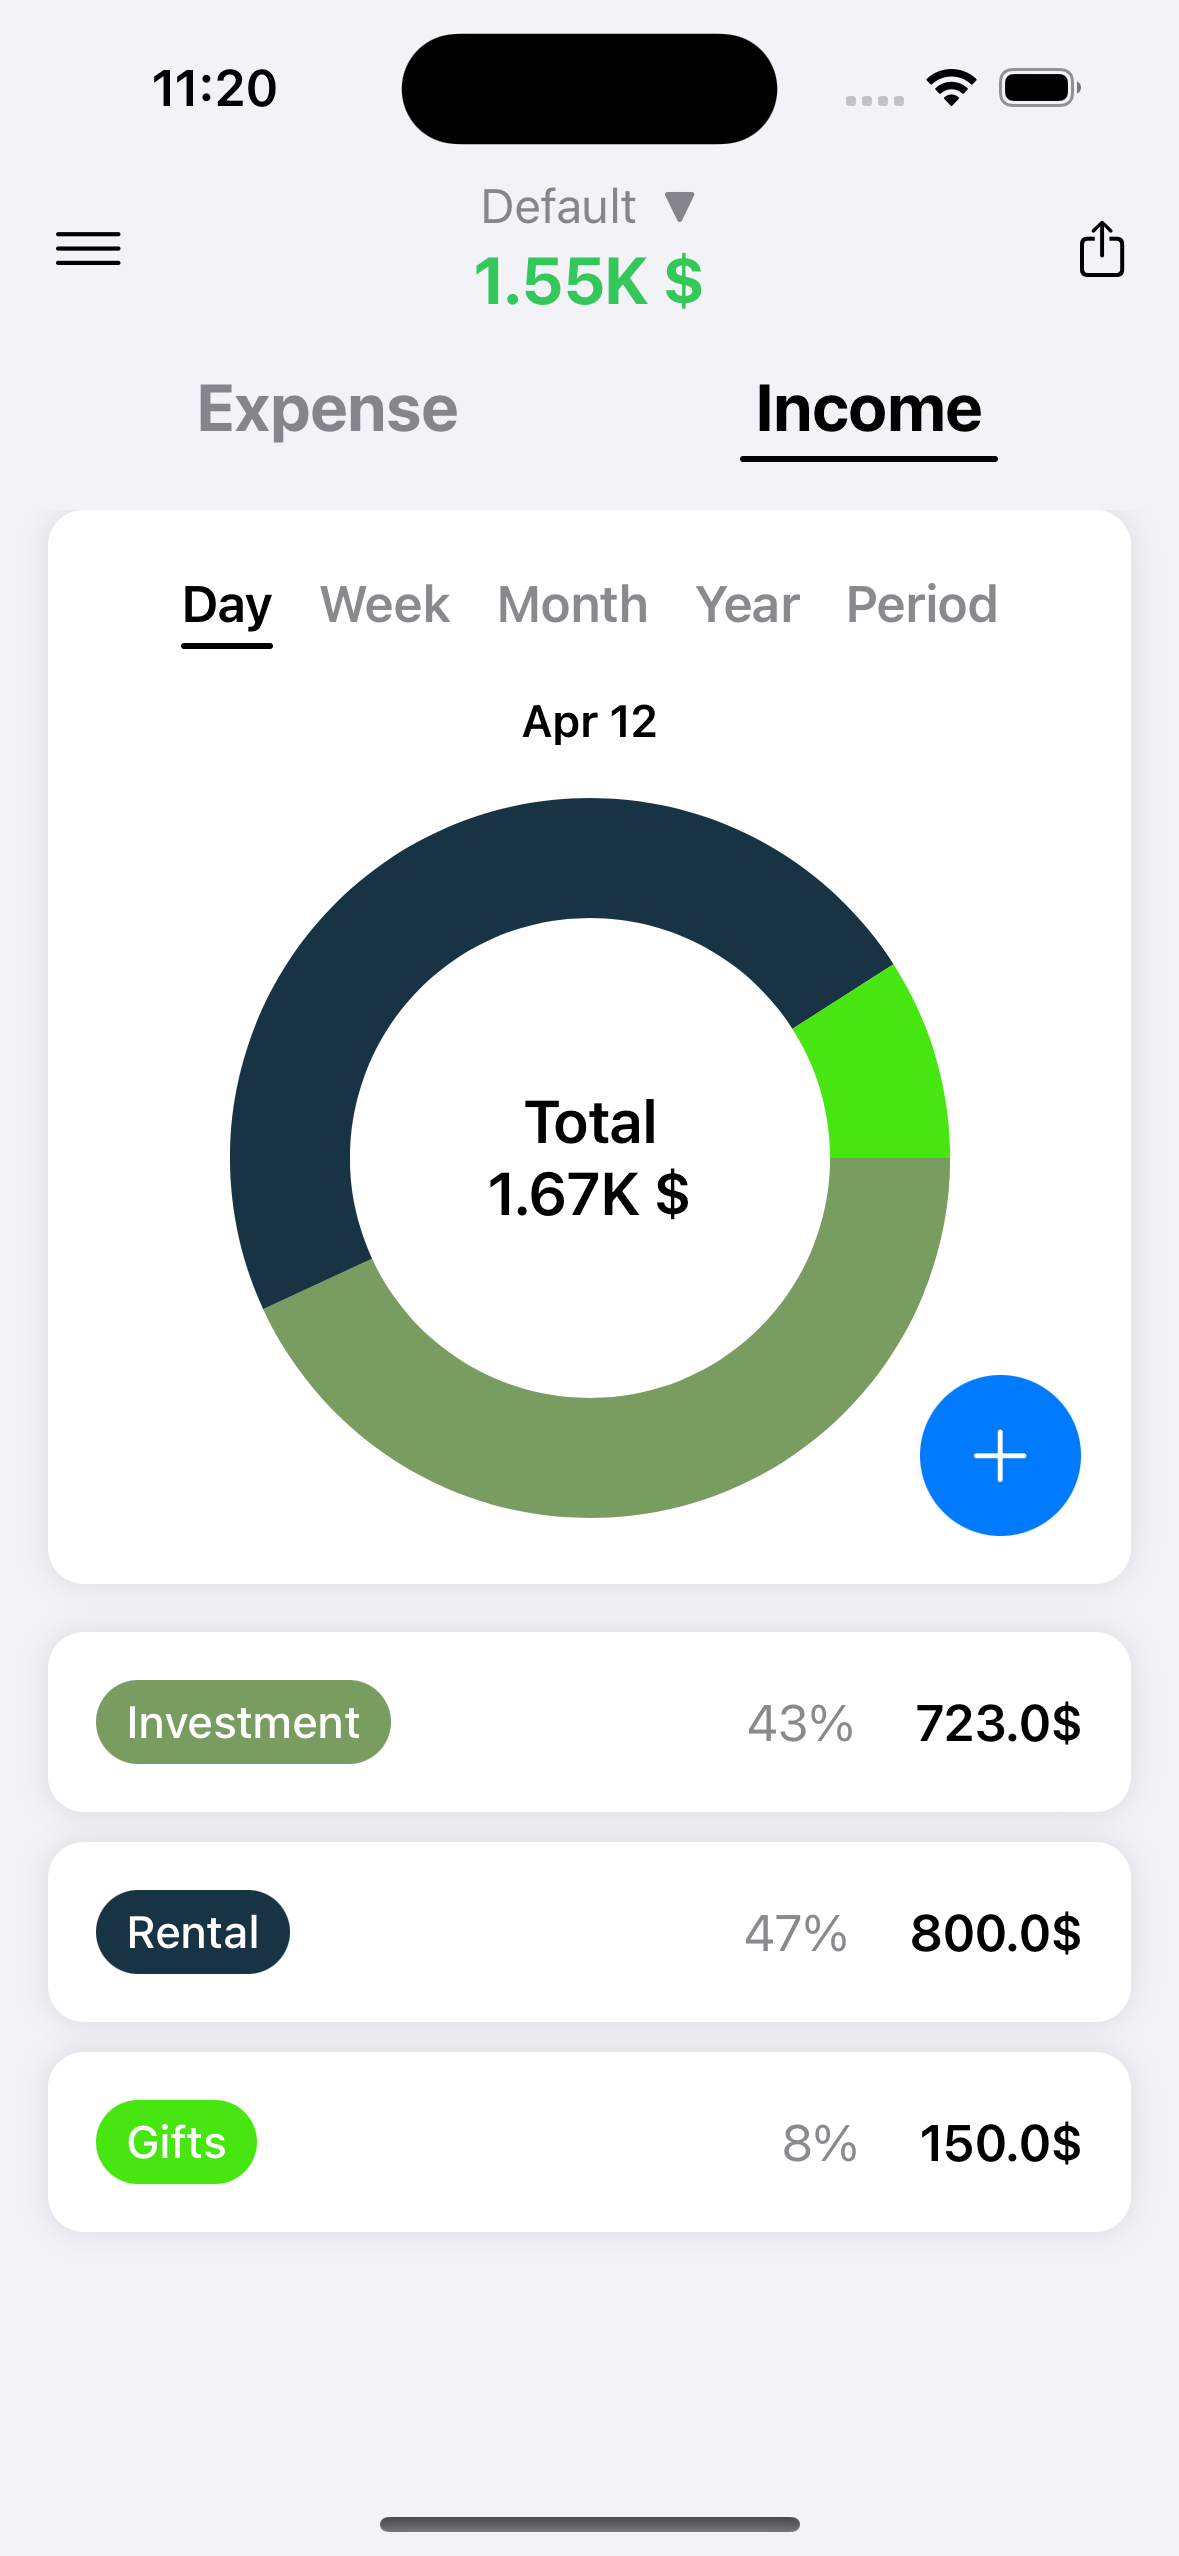 11:20
Default ▼
1.55K $
Expense Income
Day Week Month Year Period
Apr 12
Total
1.67K $
Investment 43% 723.0$
Rental 47% 800.0$
Gifts 8% 150.0$